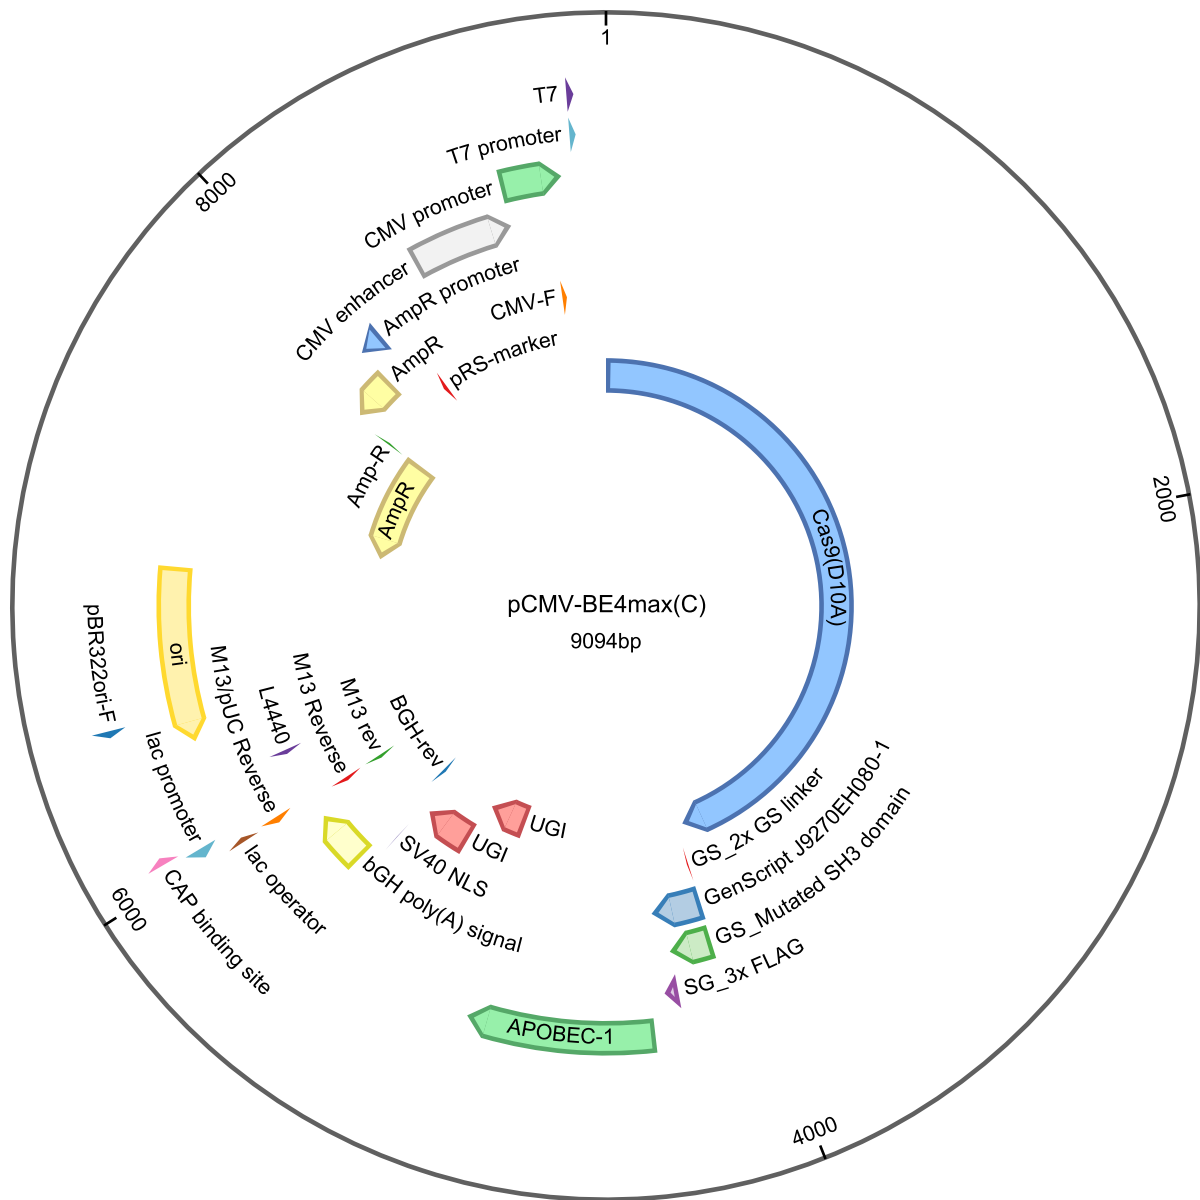 1
T7
T7 promoter
CMV promoter
8000
CMV enhancer
AmpR promoter
CMV-F
AmpR
pRS-marker
Amp-R
AmpR
2000
Cas9(D10A)
pCMV-BE4max(C)
9094bp
pBR322ori-F
ori
M13/pUC Reverse
L4440
M13 Reverse
M13 rev
BGH-rev
lac promoter
UGI
UGI
GS_2x GS linker
GenScript J9270EH080-1
GS_Mutated SH3 domain
SV40 NLS
bGH poly(A) signal
lac operator
CAP binding site
6000
SG_3x FLAG
APOBEC-1
4000